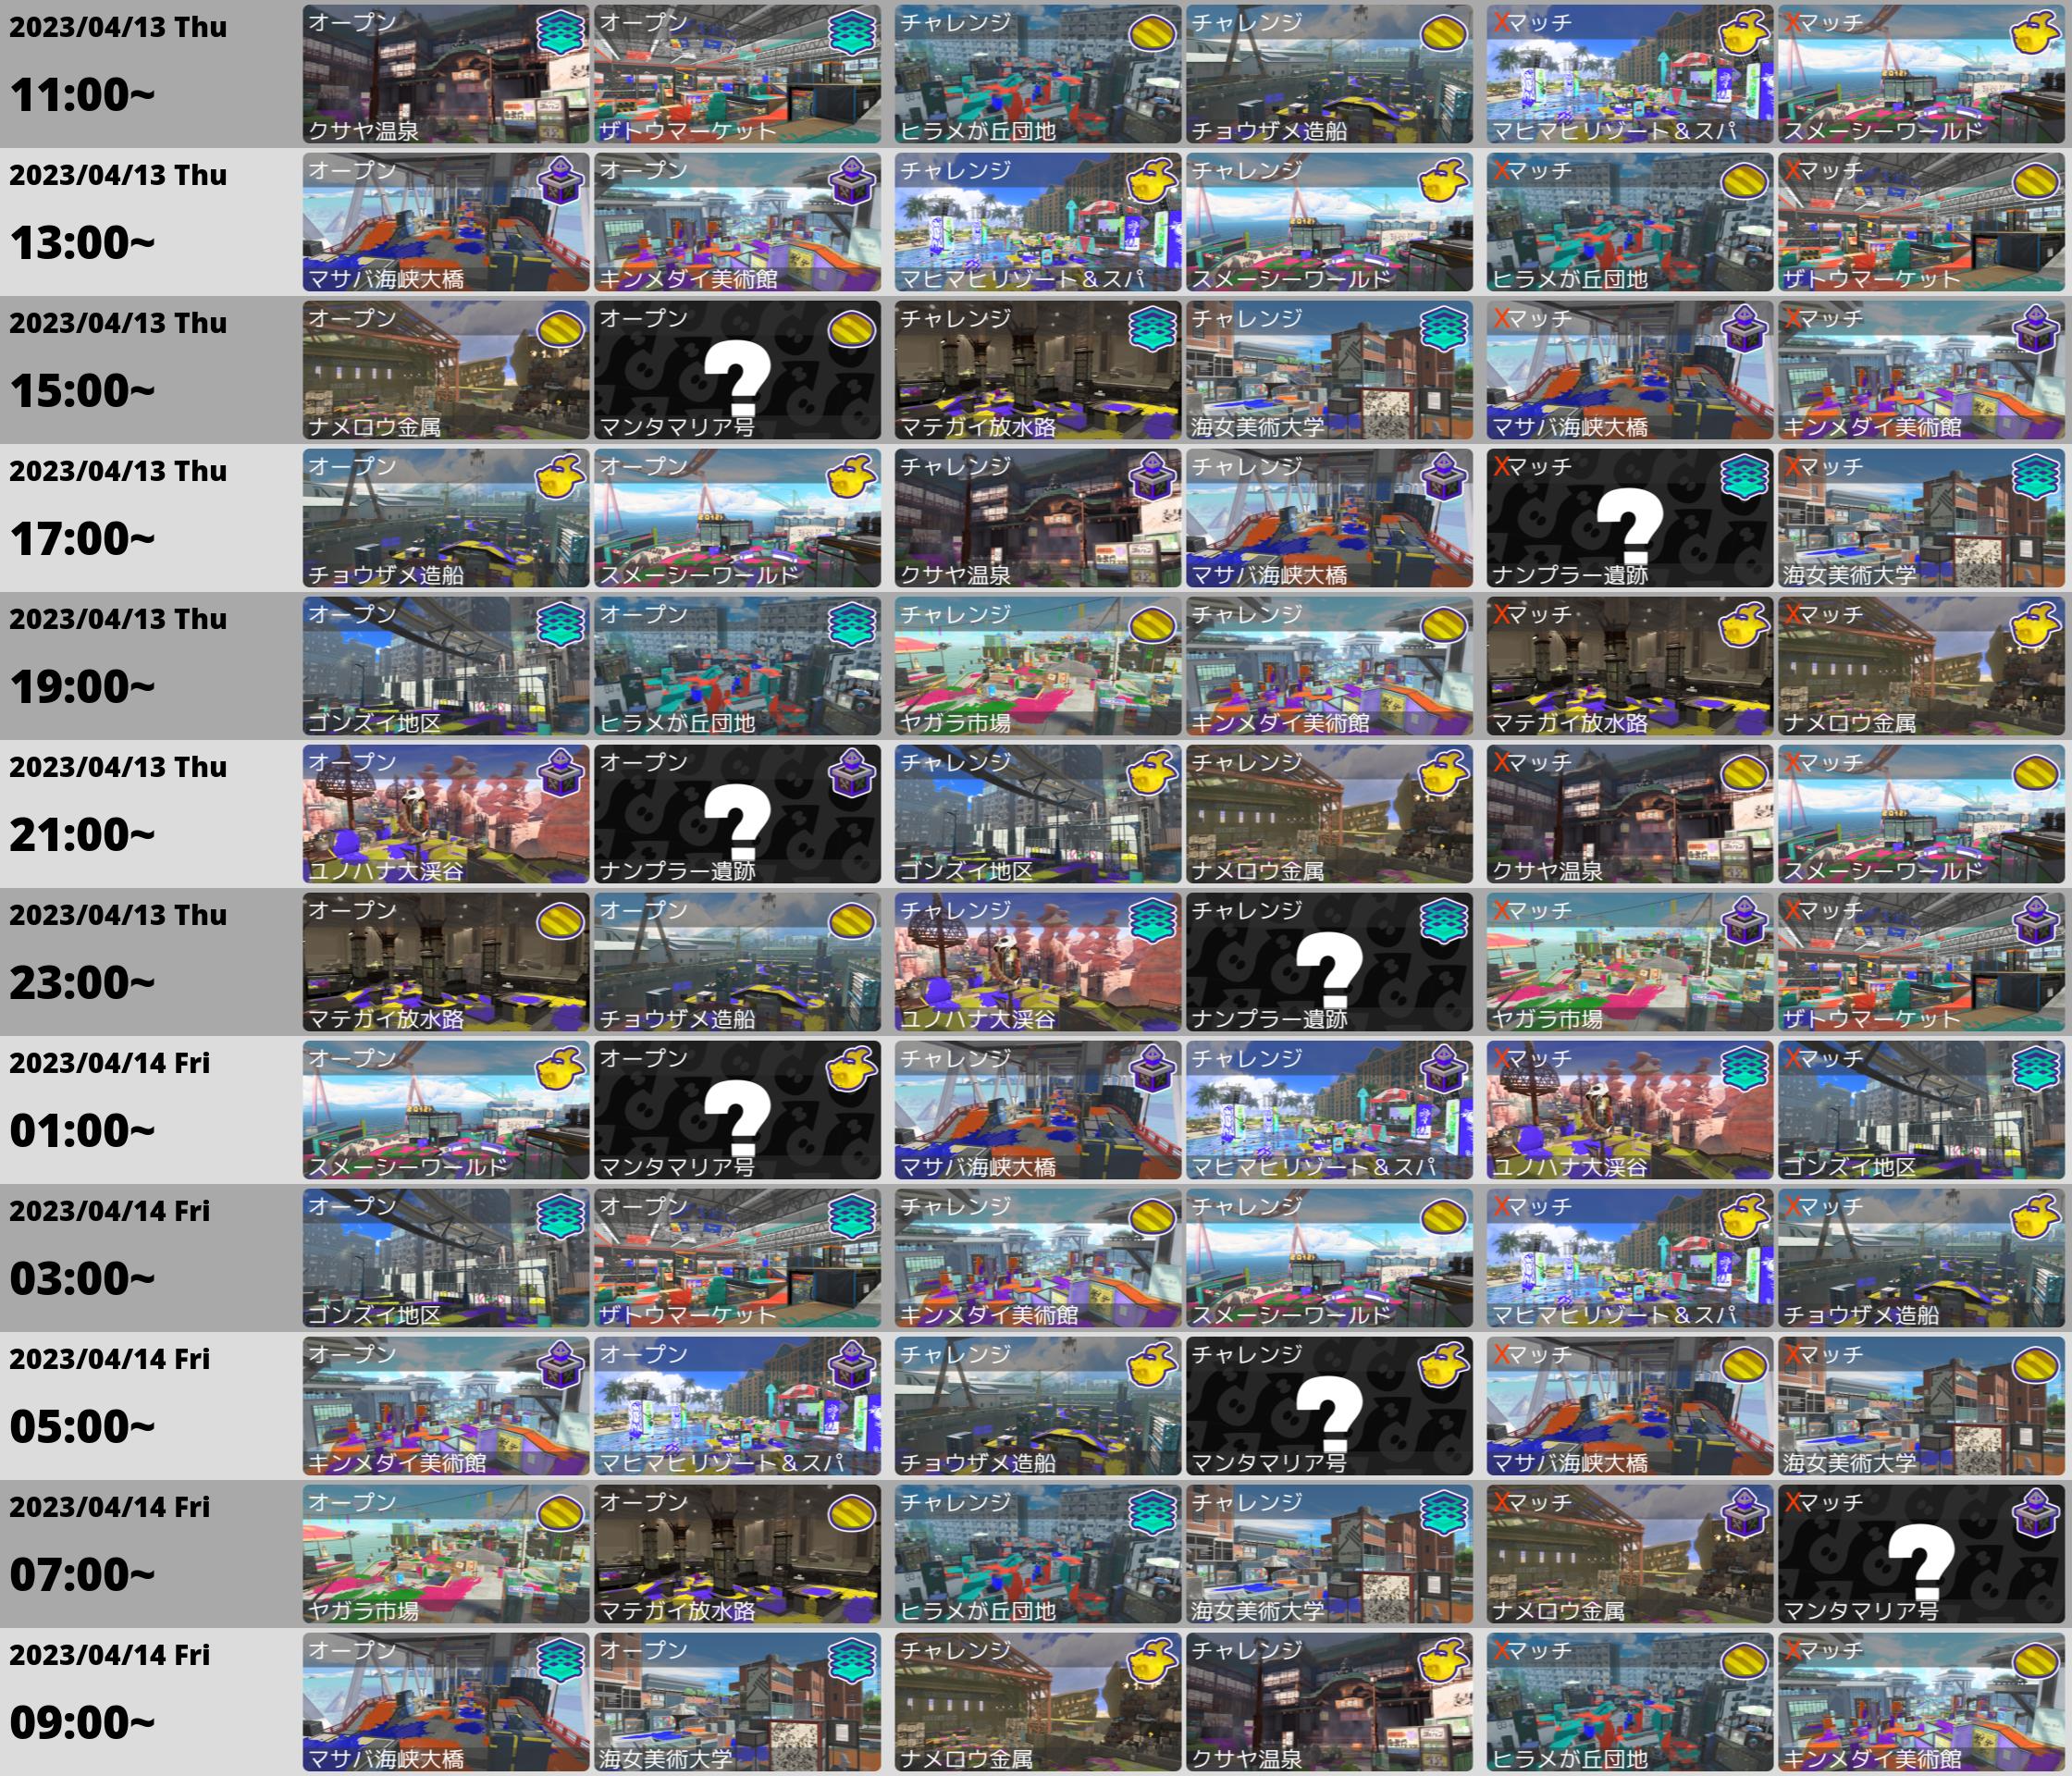 2023/04/13 Thu
11:00~
オープン
クサヤ温泉
オープン
ザトウマーケット
チャレンジ
ヒラメが丘団地
チャレンジ
チョウザメ造船
Xマッチ
マヒマヒリゾート＆スパ
Xマッチ
スメーシーワールド
2023/04/13 Thu
13:00~
オープン
マサバ海峡大橋
オープン
キンメダイ美術館
チャレンジ
マヒマヒリゾート＆スパ
チャレンジ
スメーシーワールド
Xマッチ
ヒラメが丘団地
Xマッチ
ザトウマーケット
2023/04/13 Thu
15:00~
オープン
ナメロウ金属
オープン
?
マンタマリア号
チャレンジ
マテガイ放水路
チャレンジ
海女美術大学
Xマッチ
マサバ海峡大橋
Xマッチ
キンメダイ美術館
2023/04/13 Thu
17:00~
オープン
チョウザメ造船
オープン
スメーシーワールド
チャレンジ
クサヤ温泉
チャレンジ
マサバ海峡大橋
Xマッチ
?
ナンプラー遺跡
Xマッチ
海女美術大学
2023/04/13 Thu
19:00~
オープン
ゴンズイ地区
オープン
ヒラメが丘団地
チャレンジ
ヤガラ市場
チャレンジ
キンメダイ美術館
Xマッチ
マテガイ放水路
Xマッチ
ナメロウ金属
2023/04/13 Thu
21:00~
オープン
ユノハナ大渓谷
オープン
?
ナンプラー遺跡
チャレンジ
ゴンズイ地区
チャレンジ
ナメロウ金属
Xマッチ
クサヤ温泉
Xマッチ
スメーシーワールド
2023/04/13 Thu
23:00~
オープン
マテガイ放水路
オープン
チョウザメ造船
チャレンジ
ユノハナ大渓谷
チャレンジ
?
ナンプラー遺跡
Xマッチ
ヤガラ市場
Xマッチ
ザトウマーケット
2023/04/14 Fri
01:00~
オープン
スメーシーワールド
オープン
?
マンタマリア号
チャレンジ
マサバ海峡大橋
チャレンジ
マヒマヒリゾート＆スパ
Xマッチ
ユノハナ大渓谷
Xマッチ
ゴンズイ地区
2023/04/14 Fri
03:00~
オープン
ゴンズイ地区
オープン
ザトウマーケット
チャレンジ
キンメダイ美術館
チャレンジ
スメーシーワールド
Xマッチ
マヒマヒリゾート＆スパ
Xマッチ
チョウザメ造船
2023/04/14 Fri
05:00~
オープン
キンメダイ美術館
オープン
マヒマヒリゾート＆スパ
チャレンジ
チョウザメ造船
チャレンジ
?
マンタマリア号
Xマッチ
マサバ海峡大橋
Xマッチ
海女美術大学
2023/04/14 Fri
07:00~
オープン
ヤガラ市場
オープン
マテガイ放水路
チャレンジ
ヒラメが丘団地
チャレンジ
海女美術大学
Xマッチ
ナメロウ金属
Xマッチ
?
マンタマリア号
2023/04/14 Fri
09:00~
オープン
マサバ海峡大橋
オープン
海女美術大学
チャレンジ
ナメロウ金属
チャレンジ
クサヤ温泉
Xマッチ
ヒラメが丘団地
Xマッチ
キンメダイ美術館